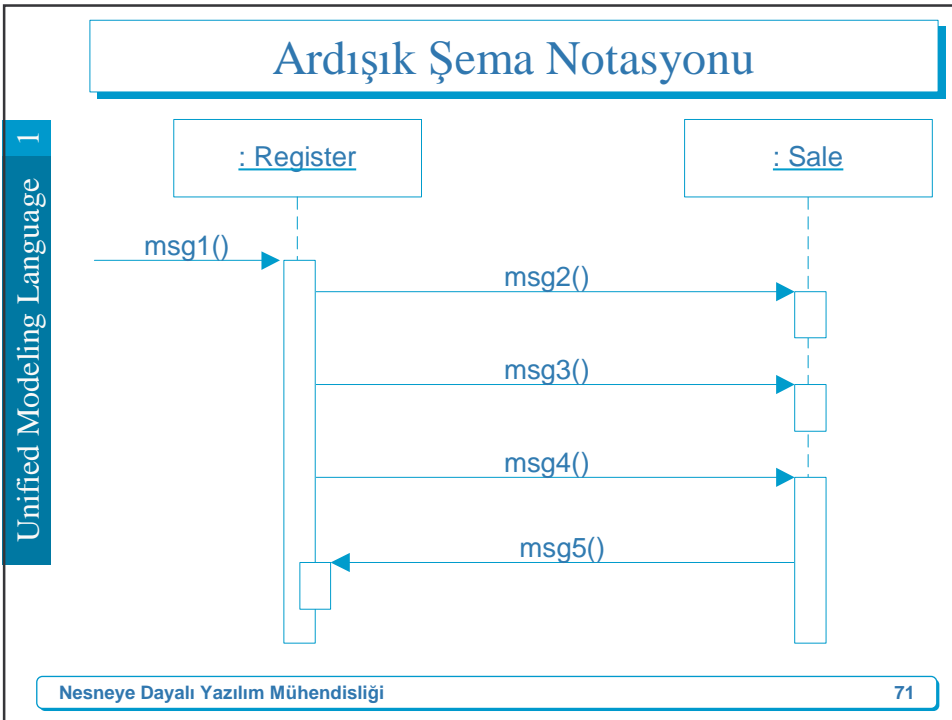 Ardışık Şema Notasyonu
Unified Modeling Language 1
: Register
: Sale
msg1()
msg2()
msg3()
msg4()
msg5()
Nesneye Dayalı Yazılım Mühendisliği 71